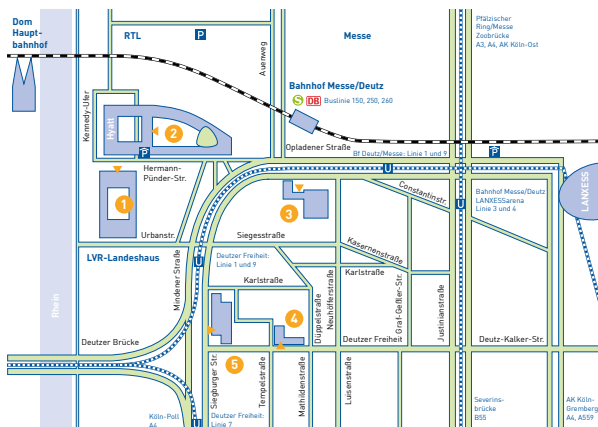 Dom
Haupt-
bahnhof
RTL
P
Messe
Pfälzischer
Ring/Messe
Zoobrücke
A3, A4, AK Köln-Ost
Auenweg
Kennedy-Ufer
Bahnhof Messe/Deutz
S DB Buslinie 150, 250, 260
Hyatt
2
P
Opladener Straße
Bf Deutz/Messe: Linie 1 und 9
P
Hermann-
Pünder-Str.
U
Constantinstr.
Bahnhof Messe/Deutz
LANXESSarena
Linie 3 und 4
LANXESS
1
3
U
Urbanstr.
Siegesstraße
Kasernenstraße
LVR-Landeshaus
Mindener Straße
U
Deutzer Freiheit:
Linie 1 und 9
Karlstraße
Karlstraße
Rhein
Düppelstraße
Neuhöfferstraße
Graf-Geßler-Str.
Justinianstraße
4
Deutzer Brücke
Deutzer Freiheit
Deutz-Kalker-Str.
5
Siegburger Str.
Tempelstraße
Mathildenstraße
Luisenstraße
Köln-Poll
A4
U
Deutzer Freiheit:
Linie 7
Severins-
brücke
B55
AK Köln-
Gremberg
A4, A559